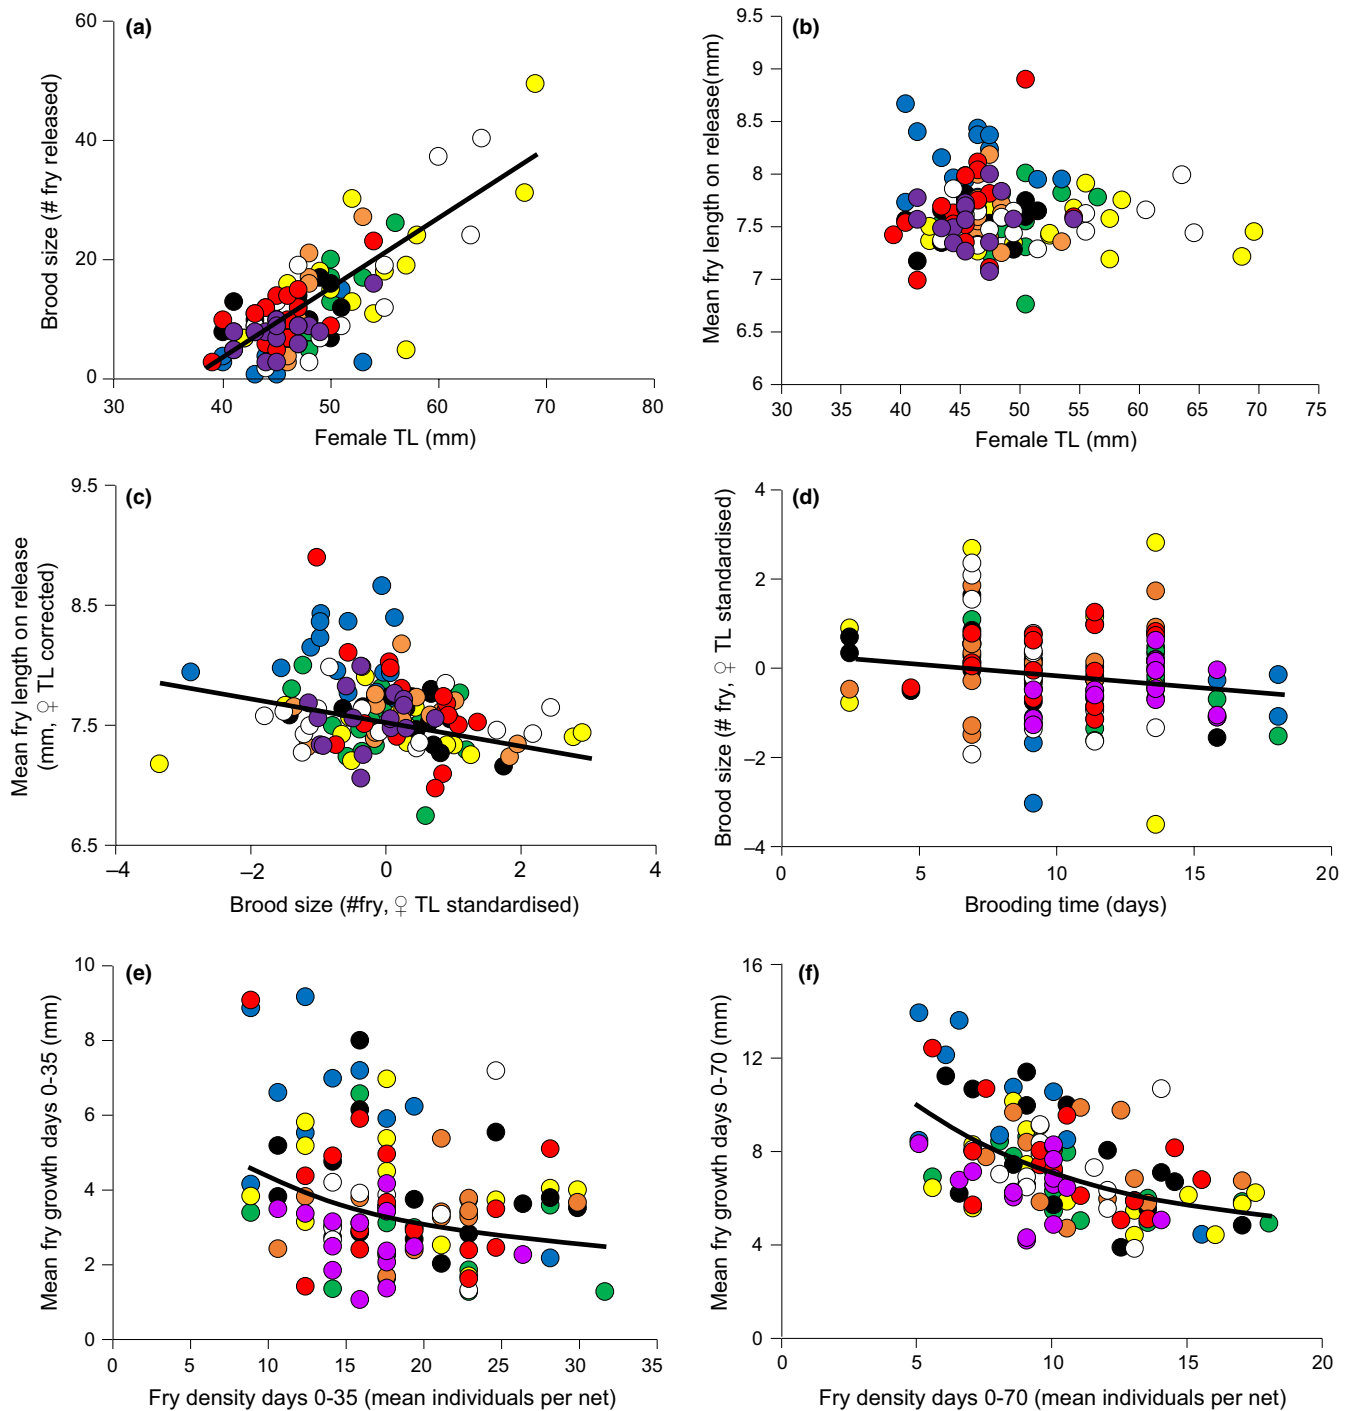 (a)
Brood size (# fry released)
60
40
20
0
30 40 50 60 70 80
Female TL (mm)
(b)
Mean fry length on release(mm)
9.5
9
8.5
8
7.5
7
6.5
6
30 35 40 45 50 55 60 65 70 75
Female TL (mm)
(c)
Mean fry length on release
(mm, ♀ TL corrected)
9.5
8.5
7.5
6.5
–4 –2 0 2 4
Brood size (#fry, ♀ TL standardised)
(d)
Brood size (# fry, ♀ TL standardised)
4
2
0
–2
–4
0 5 10 15 20
Brooding time (days)
(e)
Mean fry growth days 0-35 (mm)
10
8
6
4
2
0
0 5 10 15 20 25 30 35
Fry density days 0-35 (mean individuals per net)
(f)
Mean fry growth days 0-70 (mm)
16
12
8
4
0
0 5 10 15 20
Fry density days 0-70 (mean individuals per net)